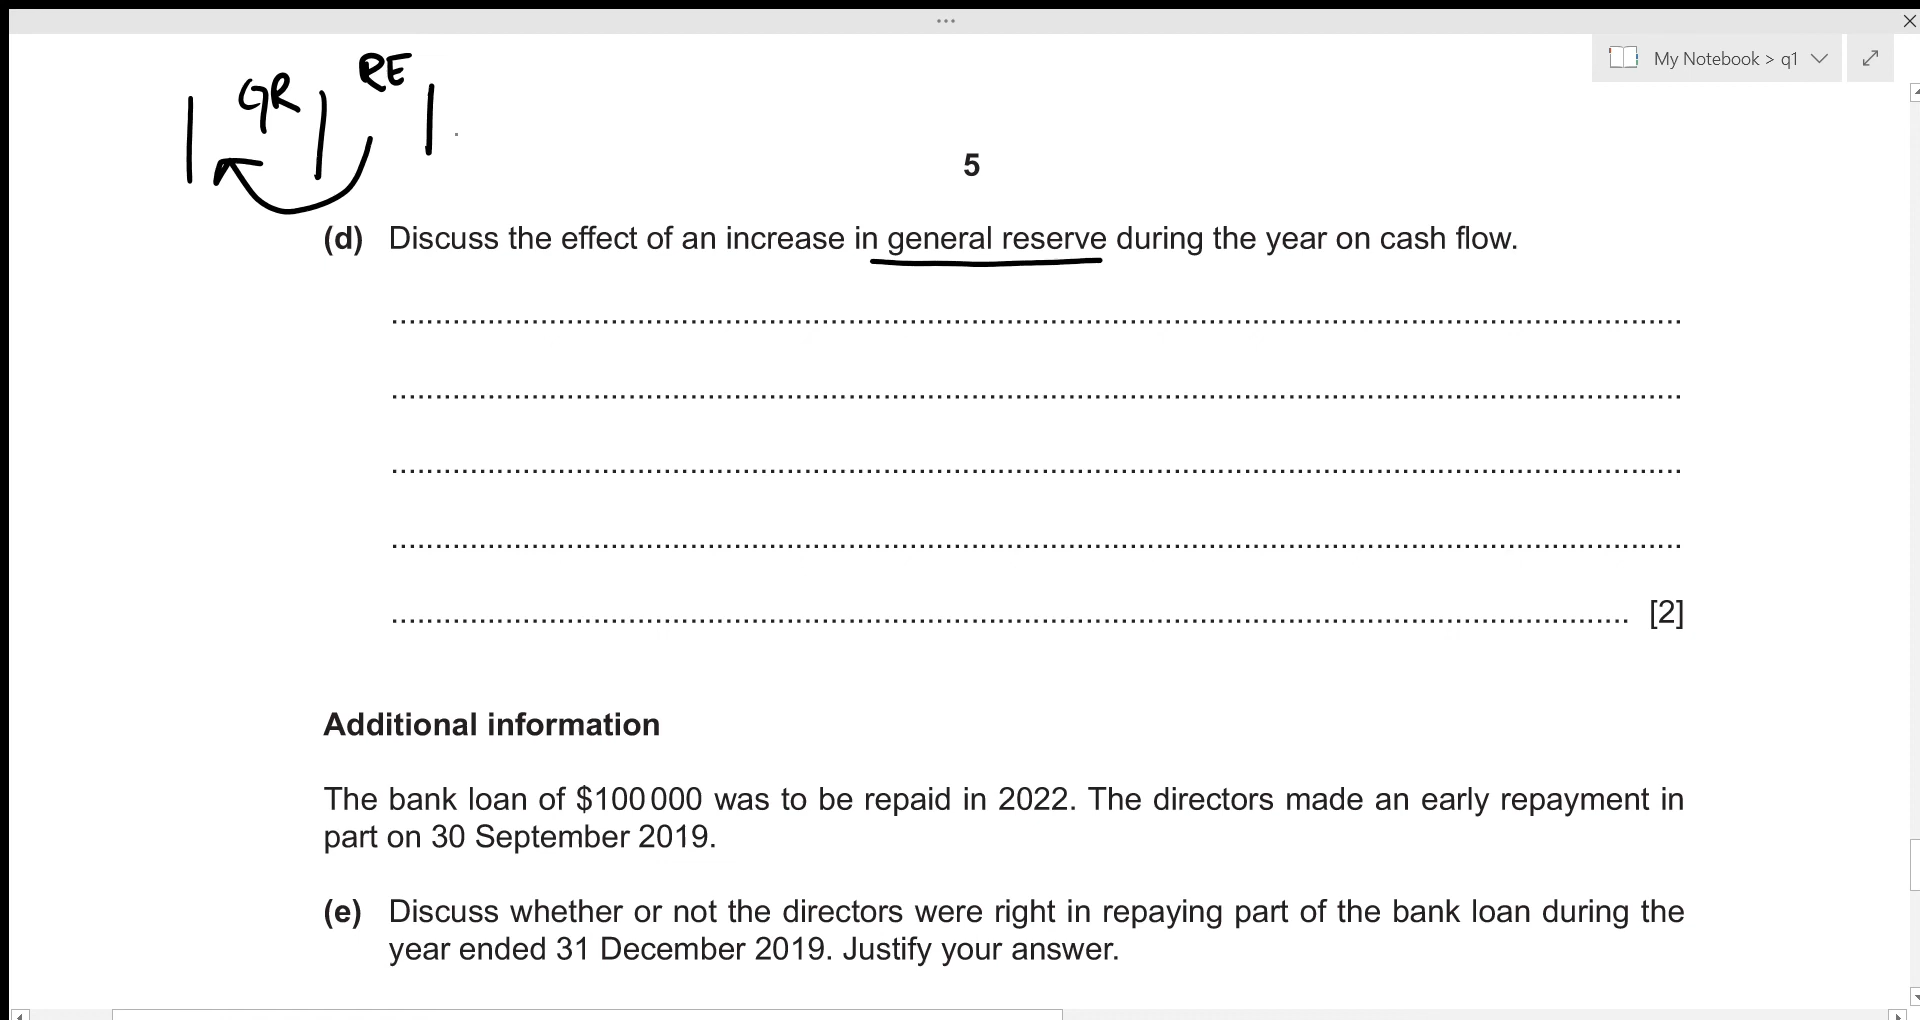 My Notebook > q1
GR RE
5
(d) Discuss the effect of an increase in general reserve during the year on cash flow.
[2]
Additional information
The bank loan of $100 000 was to be repaid in 2022. The directors made an early repayment in
part on 30 September 2019.
(e) Discuss whether or not the directors were right in repaying part of the bank loan during the
year ended 31 December 2019. Justify your answer.